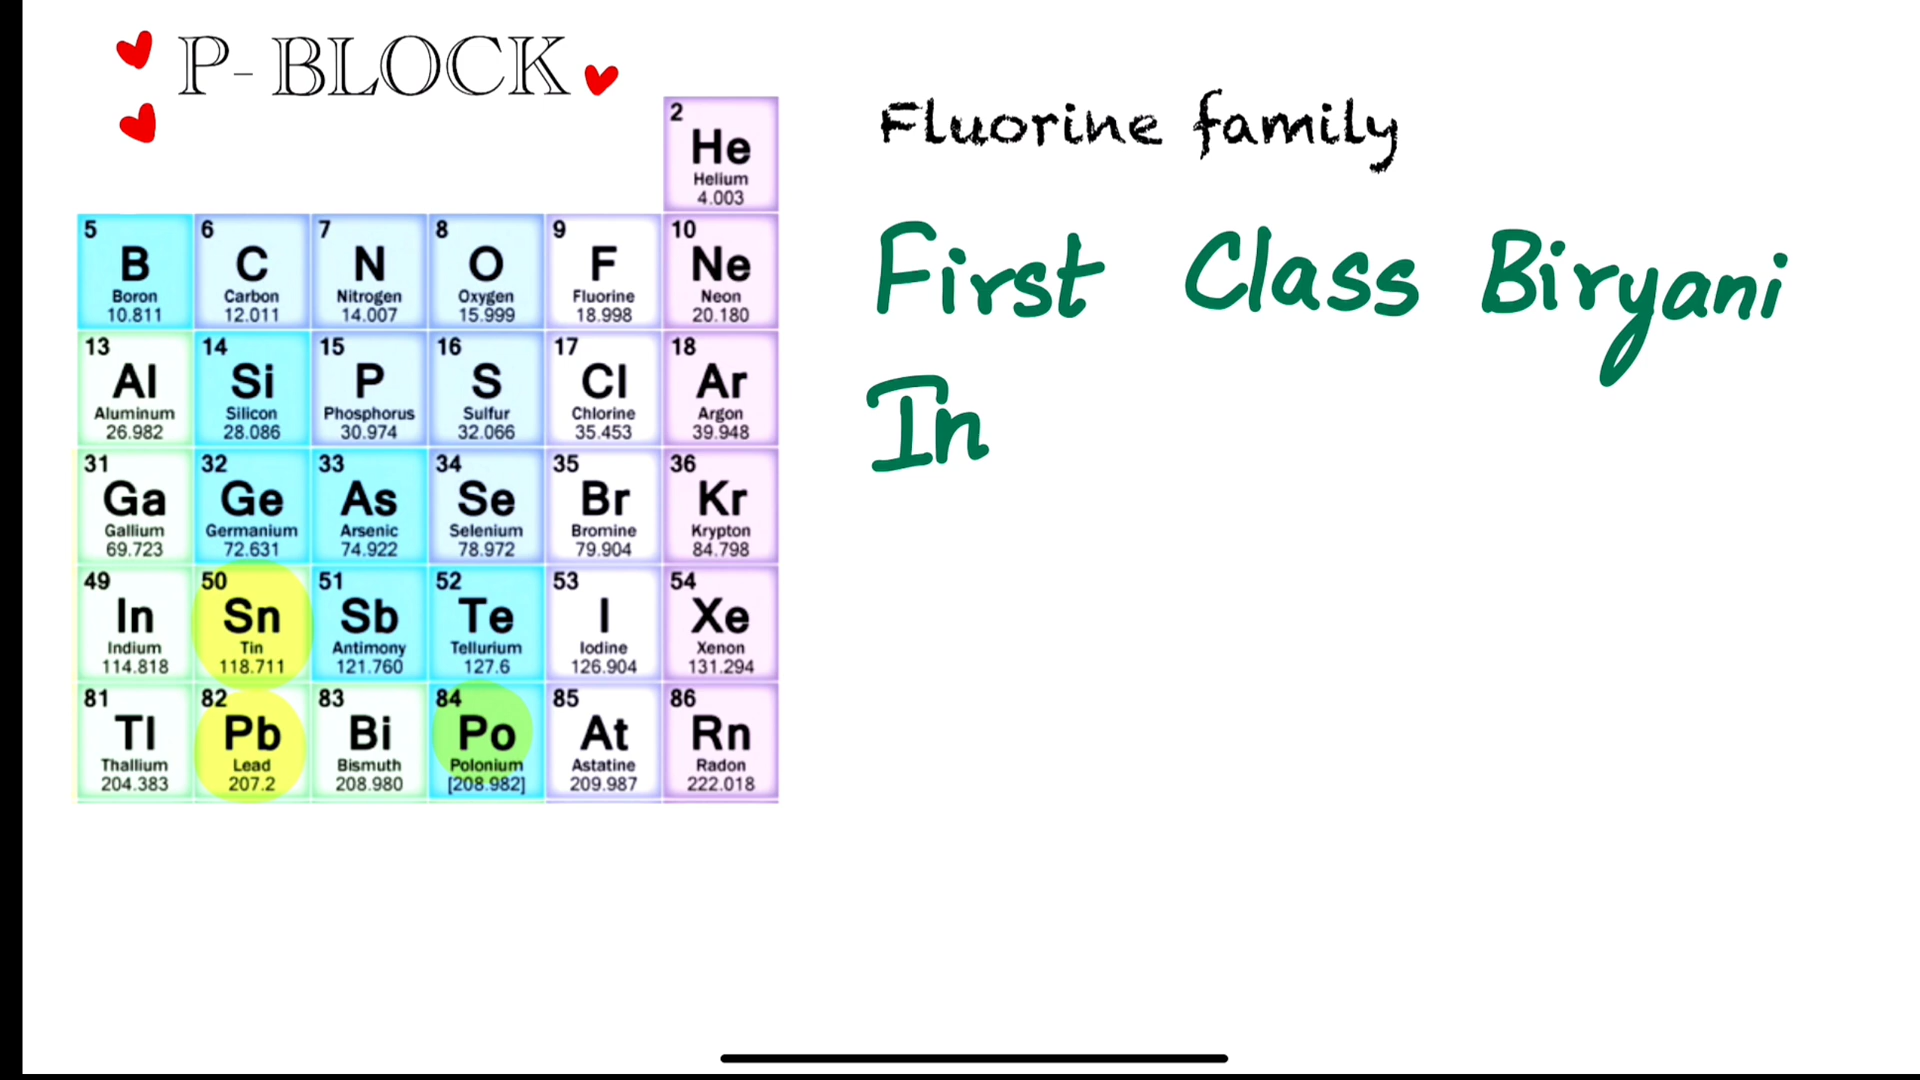 P-BLOCK
Fluorine family
First Class Biryani
In
2
He
Helium
4.003
5 6 7 8 9 10
B C N O F Ne
Boron Carbon Nitrogen Oxygen Fluorine Neon
10.811 12.011 14.007 15.999 18.998 20.180
13 14 15 16 17 18
Al Si P S Cl Ar
Aluminum Silicon Phosphorus Sulfur Chlorine Argon
26.982 28.086 30.974 32.066 35.453 39.948
31 32 33 34 35 36
Ga Ge As Se Br Kr
Gallium Germanium Arsenic Selenium Bromine Krypton
69.723 72.631 74.922 78.972 79.904 84.798
49 50 51 52 53 54
In Sn Sb Te I Xe
Indium Tin Antimony Tellurium Iodine Xenon
114.818 118.711 121.760 127.6 126.904 131.294
81 82 83 84 85 86
Tl Pb Bi Po At Rn
Thallium Lead Bismuth Polonium Astatine Radon
204.383 207.2 208.980 [208.982] 209.987 222.018